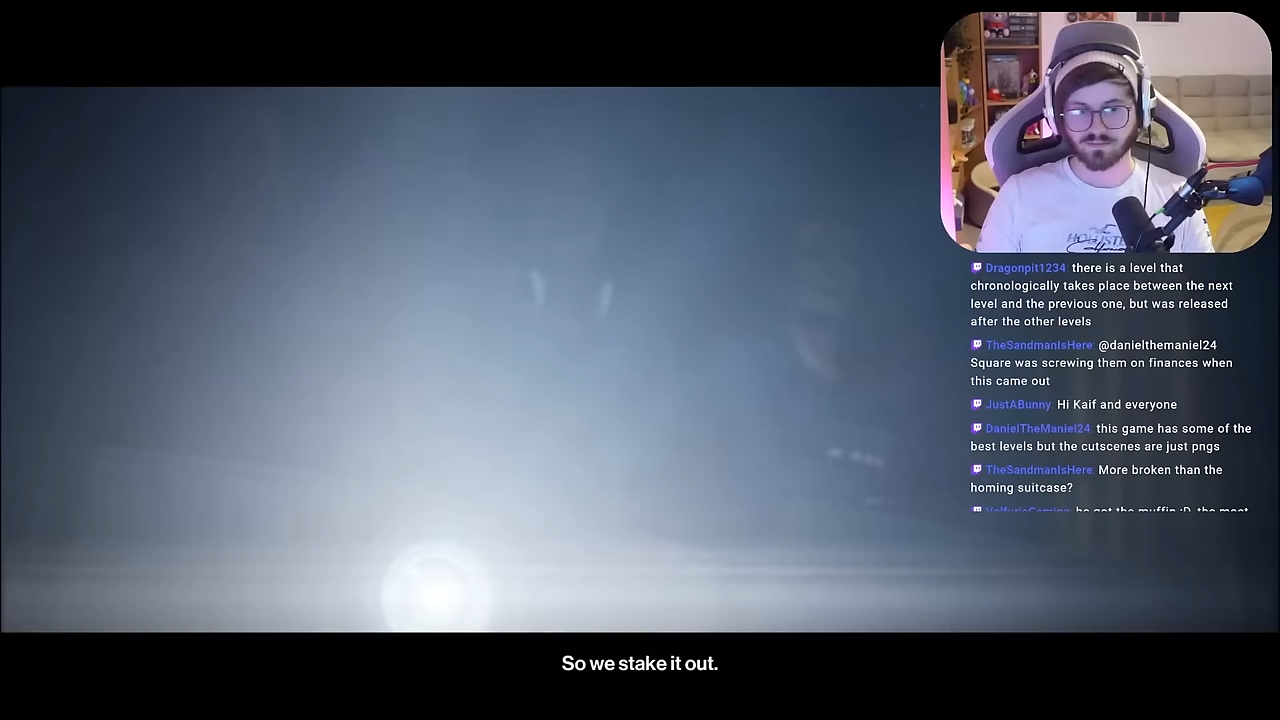 HOLLISTER
California
Dragonpit1234: there is a level that
chronologically takes place between the next
level and the previous one, but was released
after the other levels
TheSandmanIsHere: @danielthemaniel24
Square was screwing them on finances when
this came out
JustABunny: Hi Kaif and everyone
DanielTheManiel24: this game has some of the
best levels but the cutscenes are just pngs
TheSandmanIsHere: More broken than the
homing suitcase?
So we stake it out.